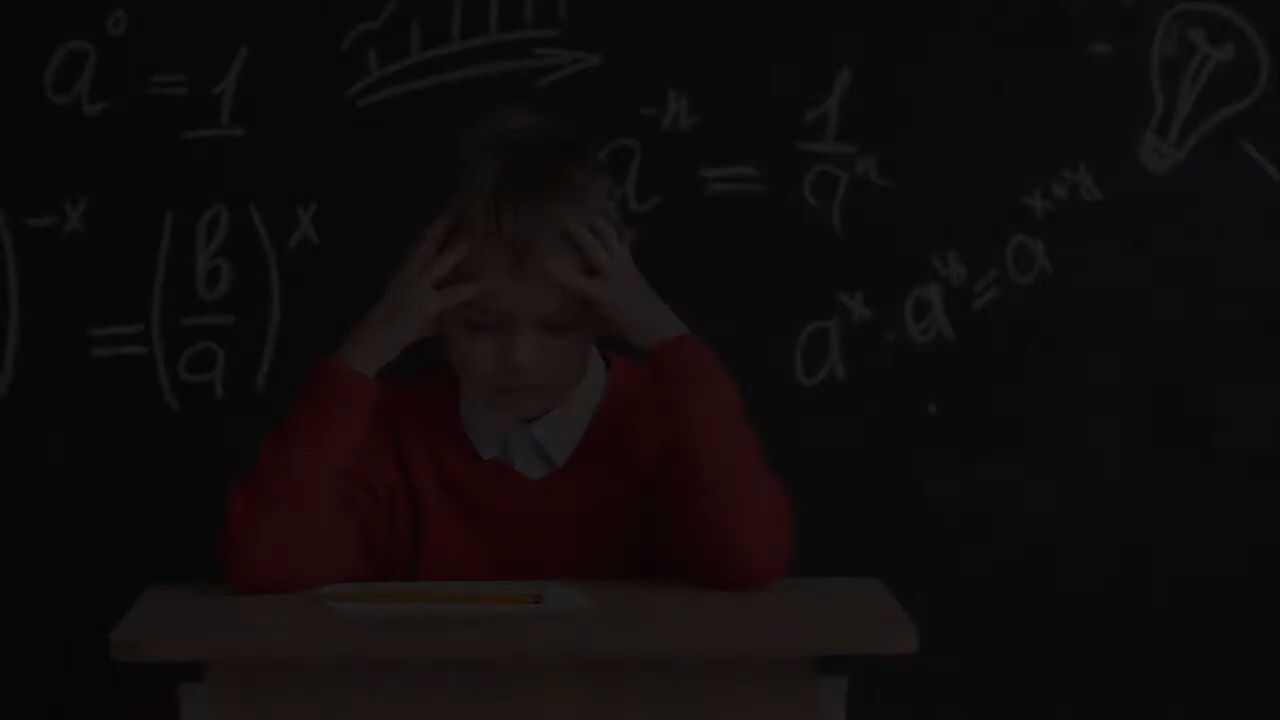 a⁰ = 1
a⁻ⁿ = 1/aⁿ
)⁻ˣ = (b/a)ˣ
aˣ · aʸ = aˣ⁺ʸ